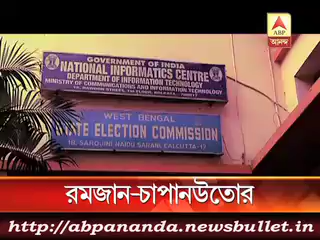 abp
আনন্দ
GOVERNMENT OF INDIA
NATIONAL INFORMATICS CENTRE
DEPARTMENT OF INFORMATION TECHNOLOGY
MINISTRY OF COMMUNICATIONS AND INFORMATION TECHNOLOGY
WEST BENGAL
STATE ELECTION COMMISSION
18, SAROJINI NAIDU SARANI, CALCUTTA-17
রমজান-চাপানউতোর
http://abpananda.newsbullet.in